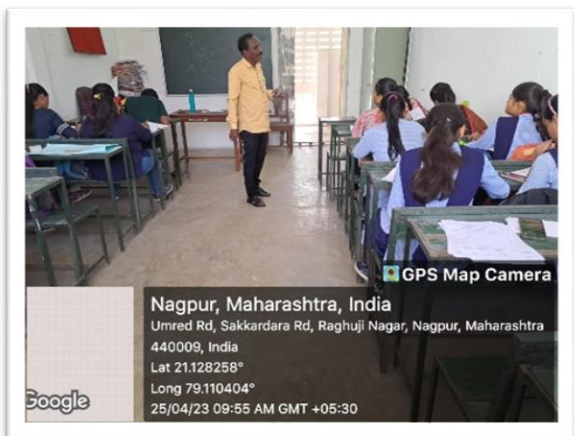 GPS Map Camera
Nagpur, Maharashtra, India
Umred Rd, Sakkardara Rd, Raghuji Nagar, Nagpur, Maharashtra
440009, India
Lat 21.128258°
Long 79.110404°
25/04/23 09:55 AM GMT +05:30
Google